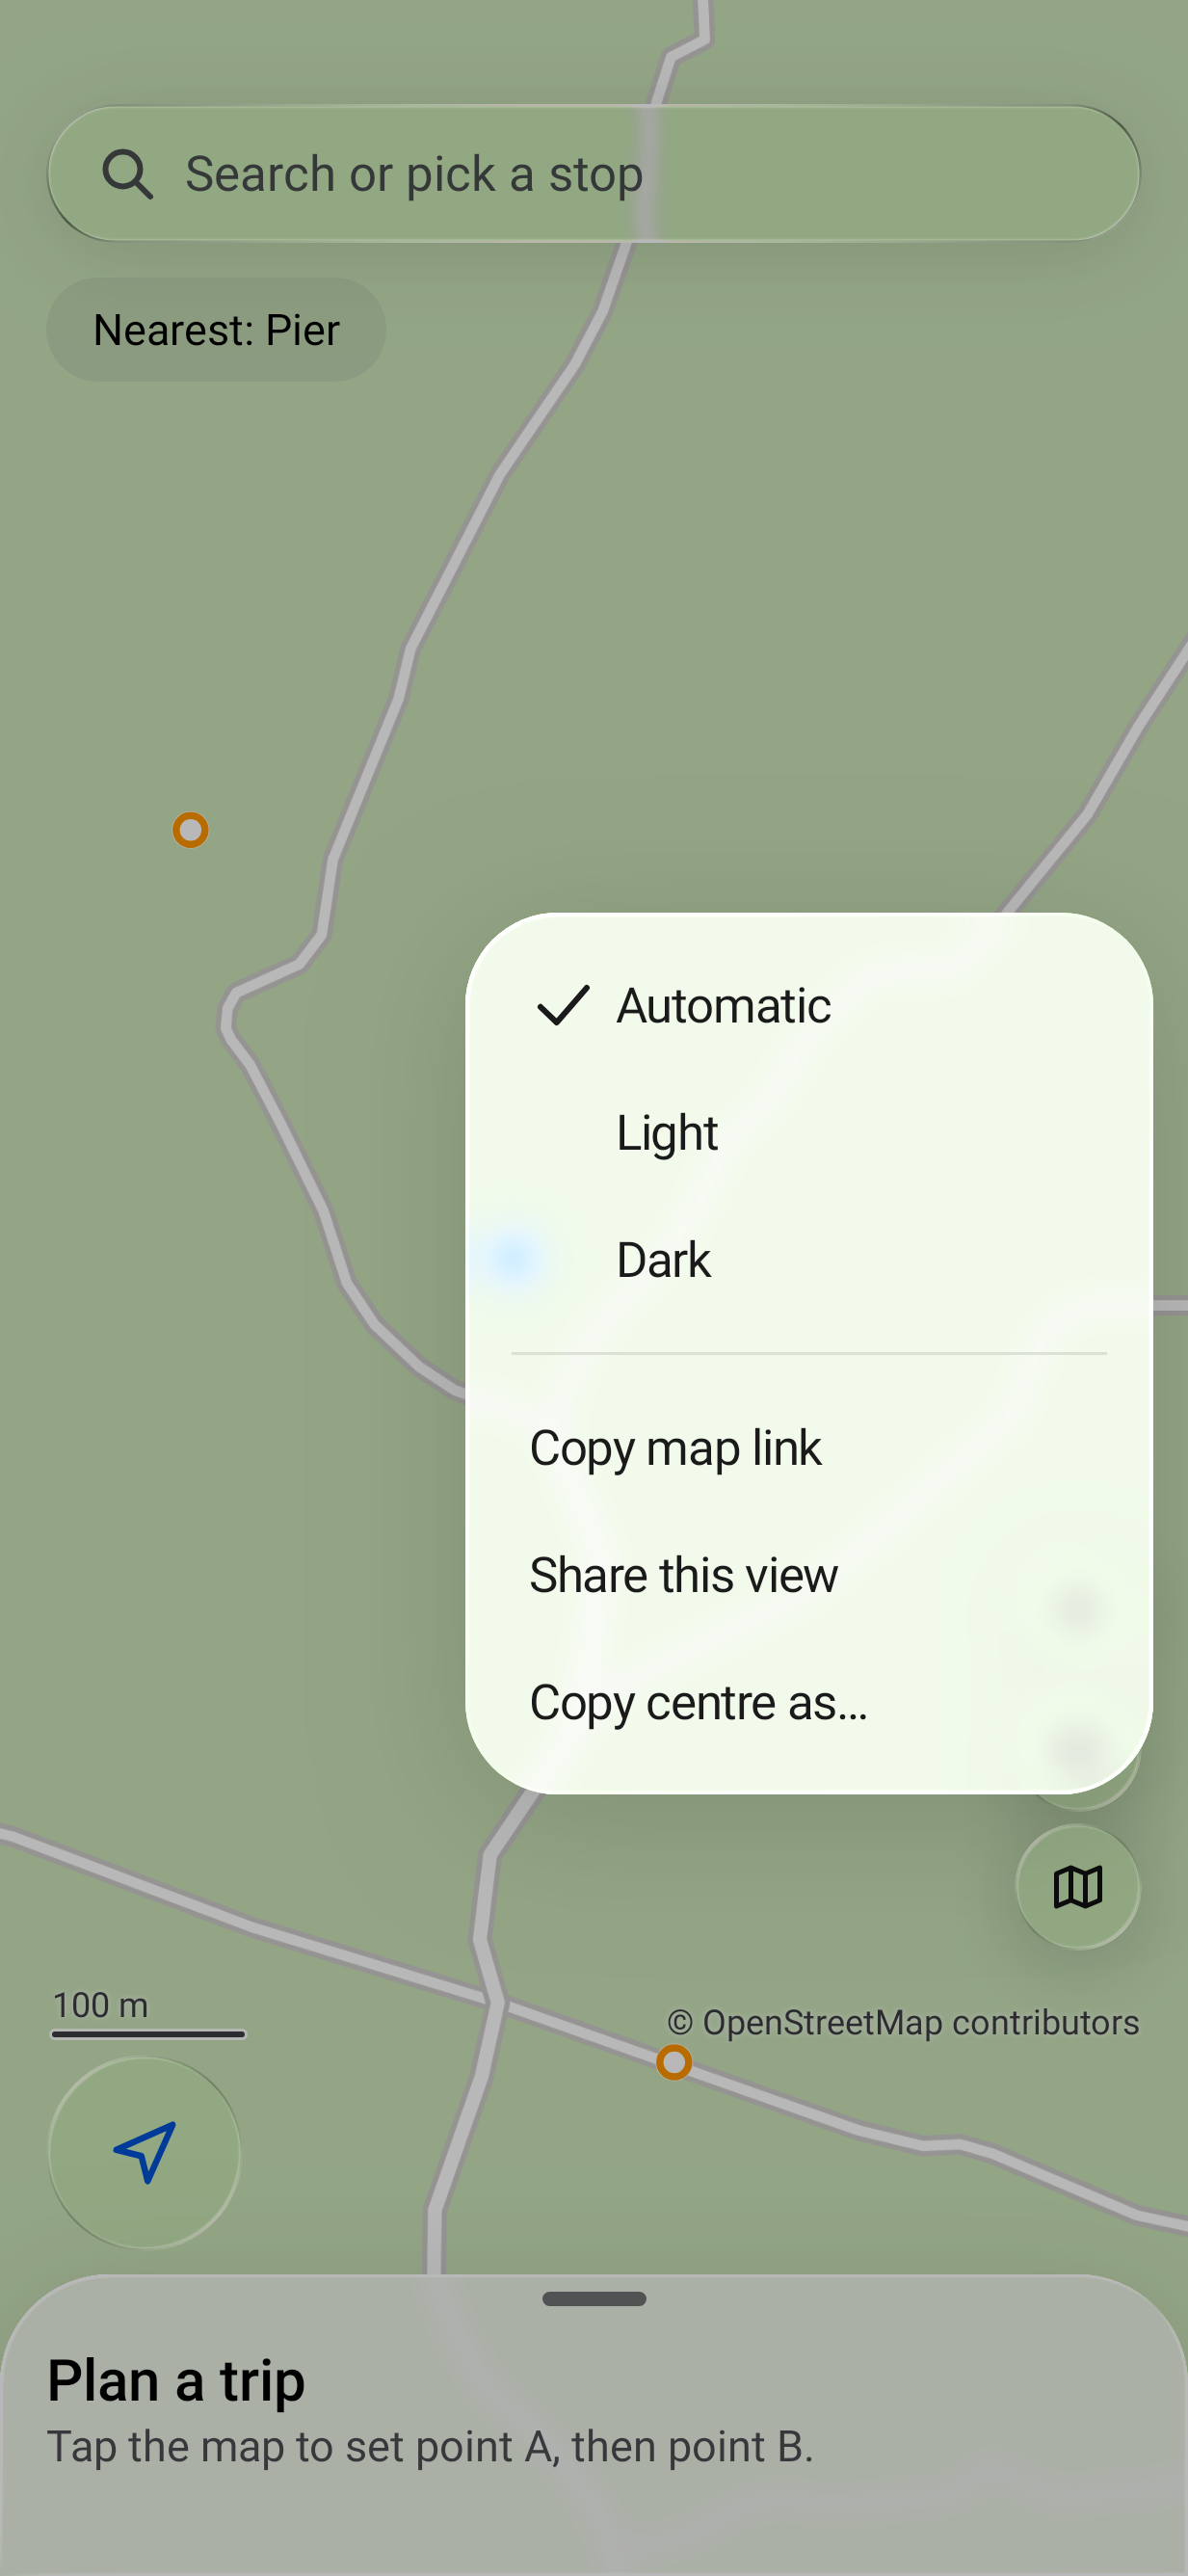 Search or pick a stop
Nearest: Pier
Automatic
Light
Dark
Copy map link
Share this view
Copy centre as...
100 m
© OpenStreetMap contributors
Plan a trip
Tap the map to set point A, then point B.